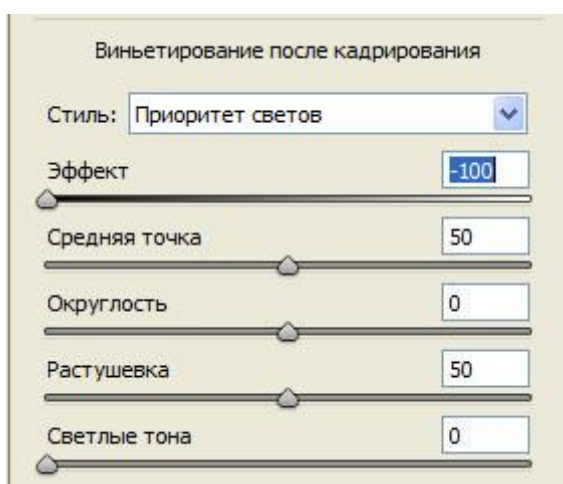 Виньетирование после кадрирования
Стиль: Приоритет светов
Эффект -100
Средняя точка 50
Округлость 0
Растушевка 50
Светлые тона 0